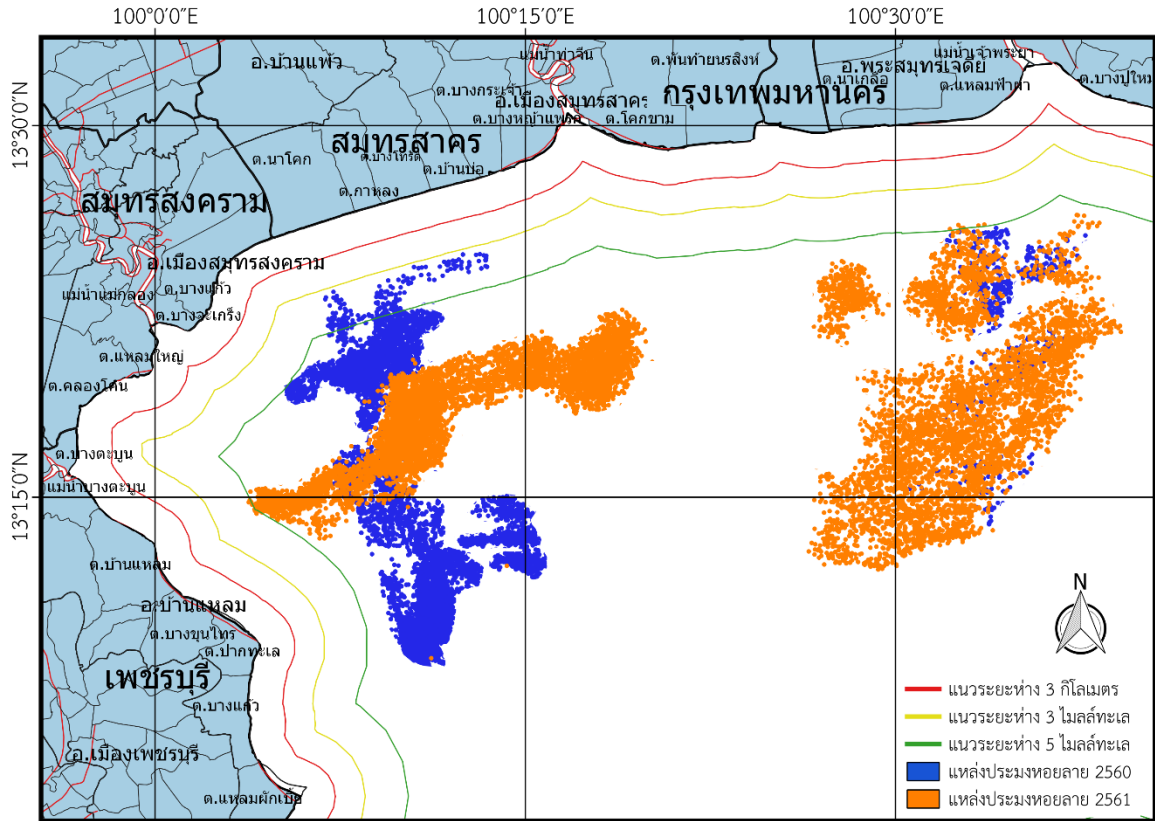 100°0'0"E
100°15'0"E
100°30'0"E
13°30'0"N
13°15'0"N
อ.บ้านแพ้ว
แม่น้ำท่าจีน
ต.พันท้ายนรสิงห์
แม่น้ำเจ้าพระยา
อ.พระสมุทรเจดีย์
ต.นาเกลือ
ต.บางปูใหม
ต.แหลมฟ้าผ่า
ต.บางกระเจ้า
อ.เมืองสมุทรสาคร
กรุงเทพมหานคร
ต.บางหญ้าแพรก
ต.โคกขาม
สมุทรสาคร
ต.นาโคก
ต.บางโทรัด
ต.บ้านบ่อ
ต.กาหลง
สมุทรสงคราม
อ.เมืองสมุทรสงคราม
แม่น้ำแม่กลอง
ต.บางแก้ว
ต.บางจะเกร็ง
ต.แหลมใหญ่
ต.คลองโคน
ต.บางตะบูน
แม่น้ำบางตะบูน
ต.บ้านแหลม
อ.บ้านแหลม
ต.บางขุนไทร
ต.ปากทะเล
เพชรบุรี
ต.บางแก้ว
อ.เมืองเพชรบุรี
ต.แหลมผักเบี้ย
N
แนวระยะห่าง 3 กิโลเมตร
แนวระยะห่าง 3 ไมลล์ทะเล
แนวระยะห่าง 5 ไมลล์ทะเล
แหล่งประมงหอยลาย 2560
แหล่งประมงหอยลาย 2561